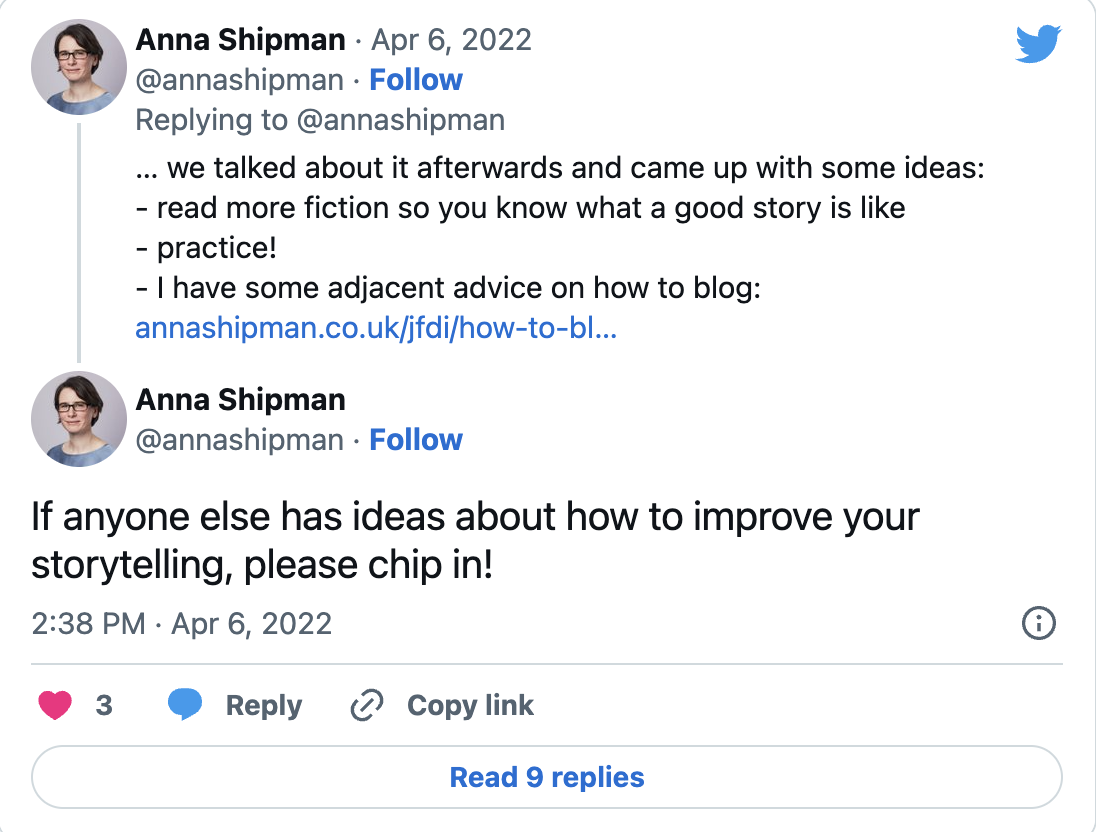 Anna Shipman · Apr 6, 2022
@annashipman · Follow
Replying to @annashipman
... we talked about it afterwards and came up with some ideas:
- read more fiction so you know what a good story is like
- practice!
- I have some adjacent advice on how to blog:
annashipman.co.uk/jfdi/how-to-bl...
Anna Shipman
@annashipman · Follow
If anyone else has ideas about how to improve your
storytelling, please chip in!
2:38 PM · Apr 6, 2022
3 Reply Copy link
Read 9 replies